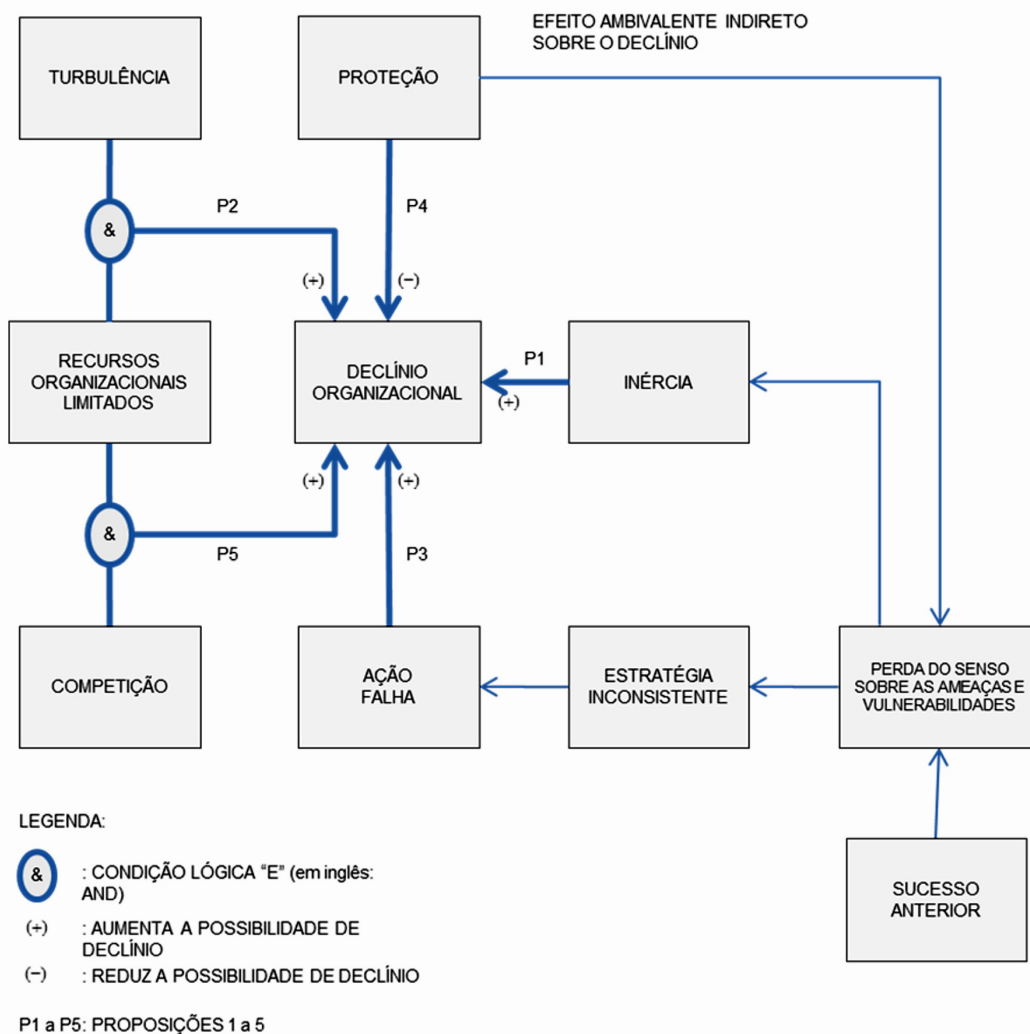 EFEITO AMBIVALENTE INDIRETO
SOBRE O DECLÍNIO
TURBULÊNCIA
PROTEÇÃO
&
P2
P4
(+)
(−)
RECURSOS
ORGANIZACIONAIS
LIMITADOS
DECLÍNIO
ORGANIZACIONAL
P1
(+)
INÉRCIA
(+)
(+)
&
P5
P3
COMPETIÇÃO
AÇÃO
FALHA
ESTRATÉGIA
INCONSISTENTE
PERDA DO SENSO
SOBRE AS AMEAÇAS E
VULNERABILIDADES
SUCESSO
ANTERIOR
LEGENDA:
& : CONDIÇÃO LÓGICA “E” (em inglês:
AND)
(+) : AUMENTA A POSSIBILIDADE DE
DECLÍNIO
(−) : REDUZ A POSSIBILIDADE DE DECLÍNIO
P1 a P5: PROPOSIÇÕES 1 a 5